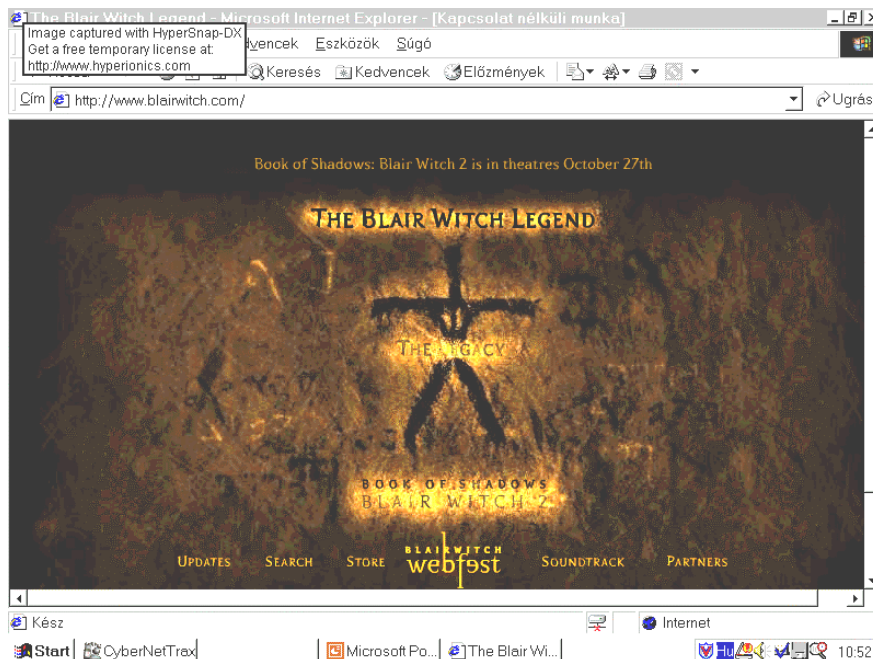 The Blair Witch Legend - Microsoft Internet Explorer - [Kapcsolat nélküli munka]
Image captured with HyperSnap-DX
Get a free temporary license at:
http://www.hyperionics.com
Eszközök Súgó
Keresés Kedvencek Előzmények
Cím http://www.blairwitch.com/ Ugrás
Book of Shadows: Blair Witch 2 is in theatres October 27th
THE BLAIR WITCH LEGEND
THE LEGACY
BOOK OF SHADOWS
BLAIR WITCH 2
BLAIRWITCH
webfest
UPDATES SEARCH STORE SOUNDTRACK PARTNERS
Kész Internet
Start CyberNetTrax Microsoft Po... The Blair Wi... Hu 10:52